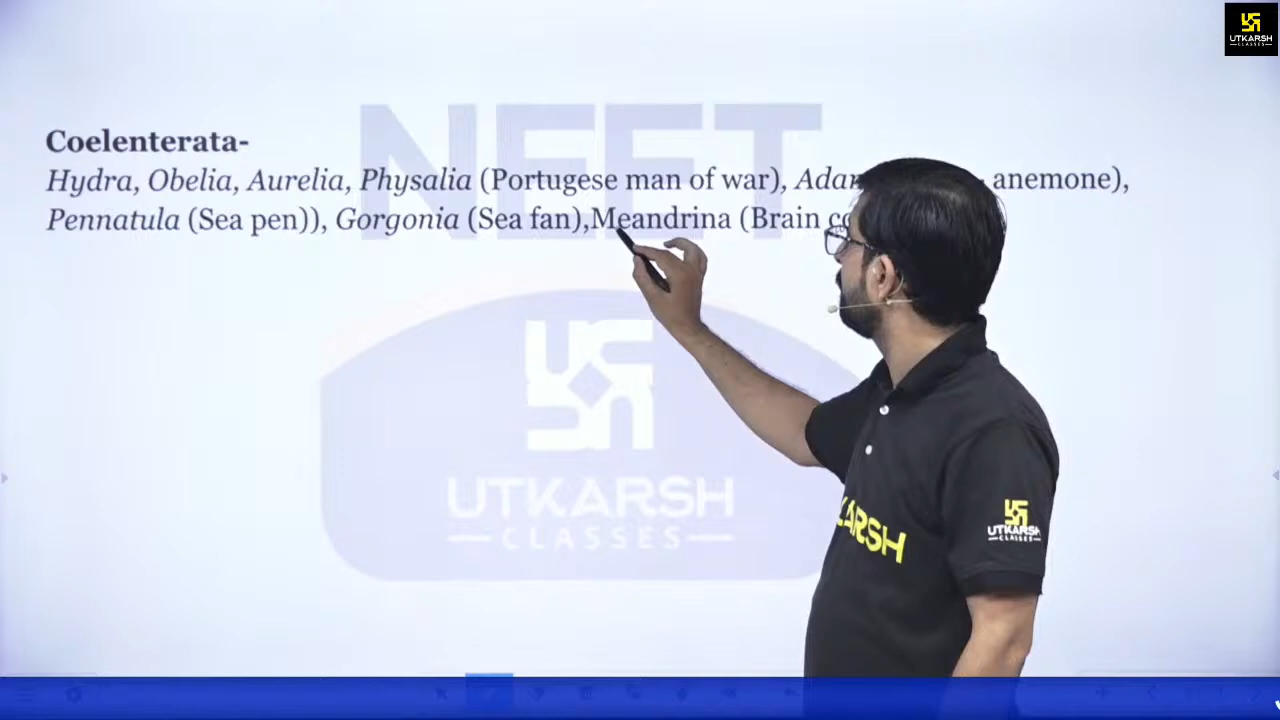 UTKARSH
CLASSES
NEET
Coelenterata-
Hydra, Obelia, Aurelia, Physalia (Portugese man of war), anemone),
Pennatula (Sea pen)), Gorgonia (Sea fan),Meandrina (Brain
UTKARSH
CLASSES
UTKARSH
CLASSES